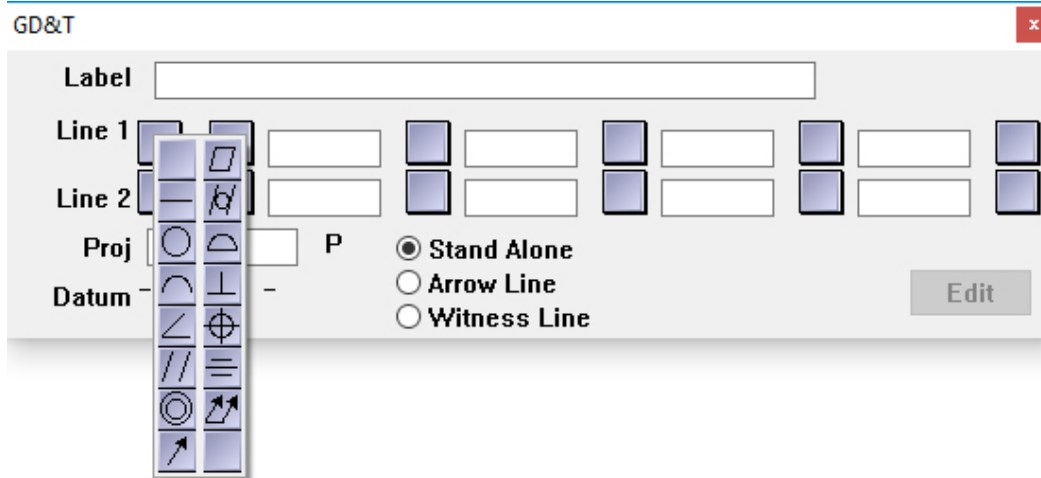 GD&T
x
Label
Line 1
Line 2
Proj
P
Stand Alone
Arrow Line
Witness Line
Datum - -
Edit